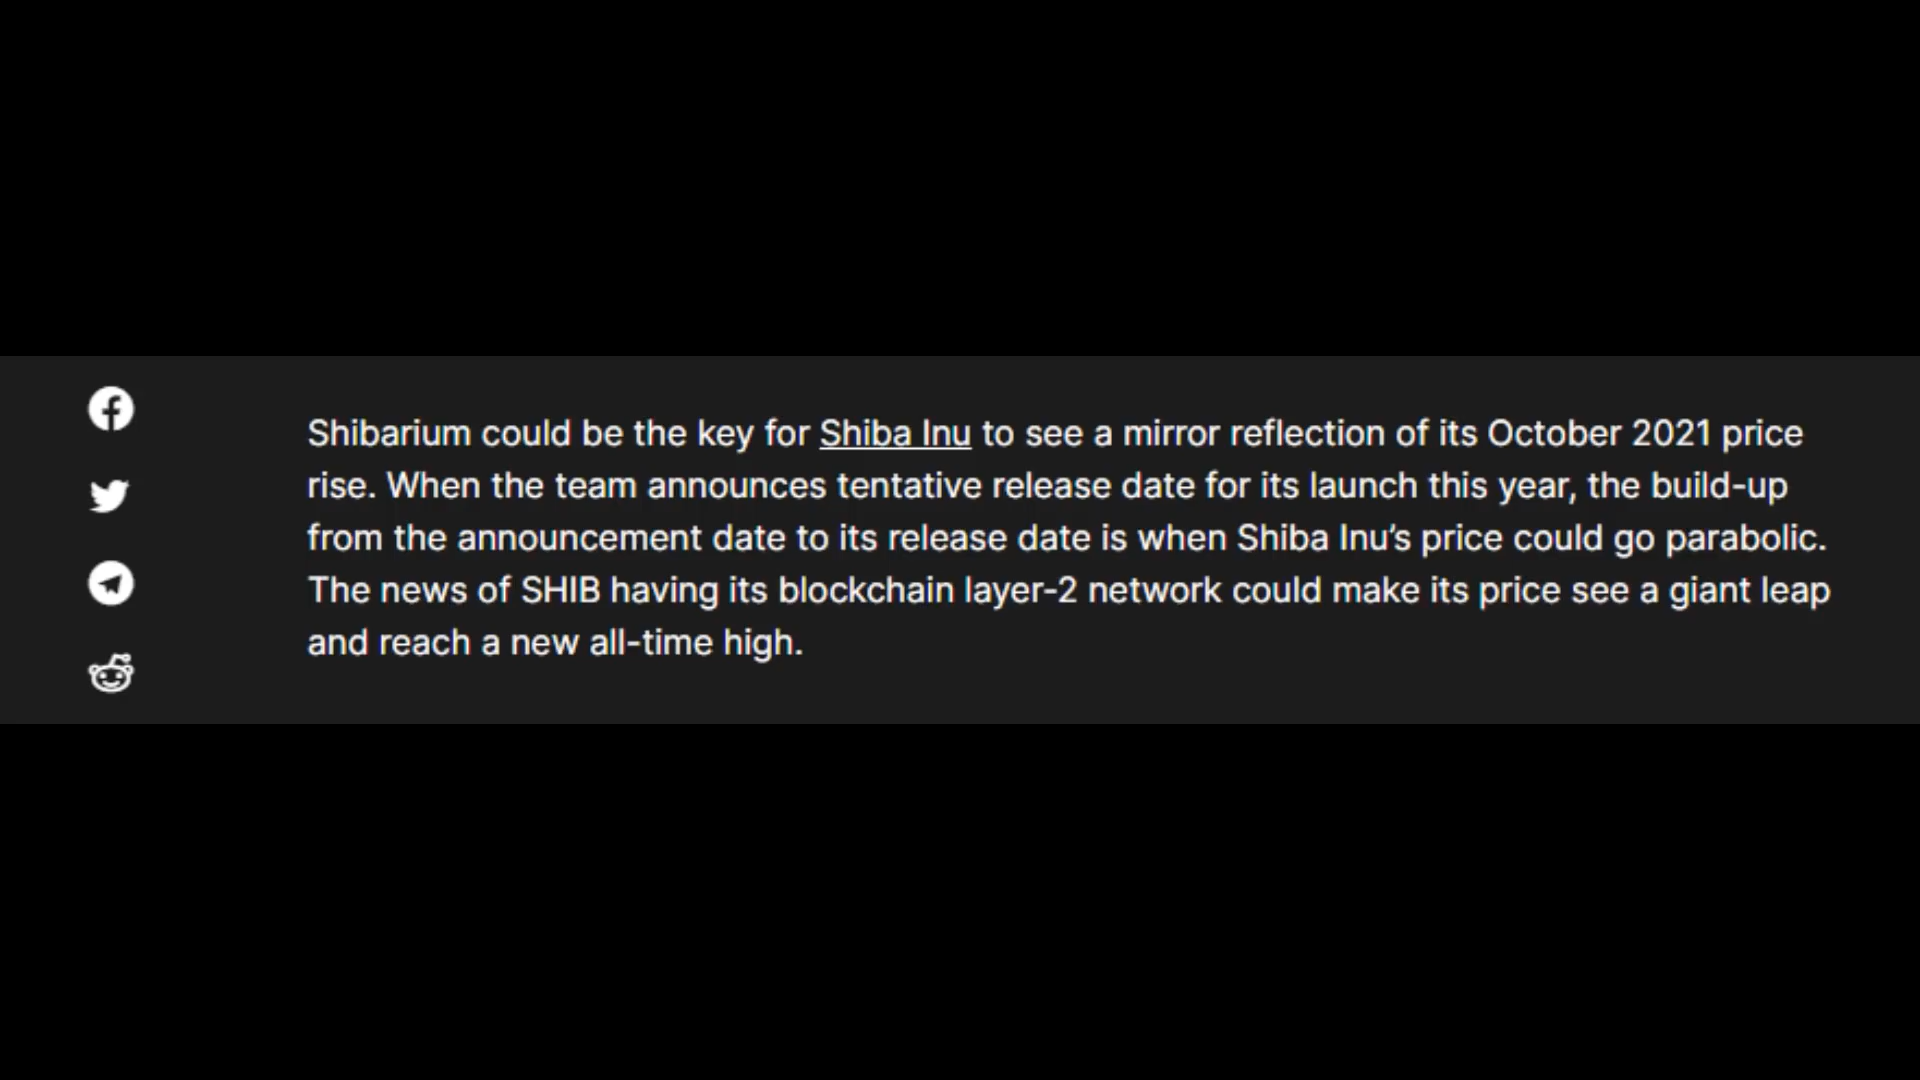 Shibarium could be the key for Shiba Inu to see a mirror reflection of its October 2021 price
rise. When the team announces tentative release date for its launch this year, the build-up
from the announcement date to its release date is when Shiba Inu’s price could go parabolic.
The news of SHIB having its blockchain layer-2 network could make its price see a giant leap
and reach a new all-time high.